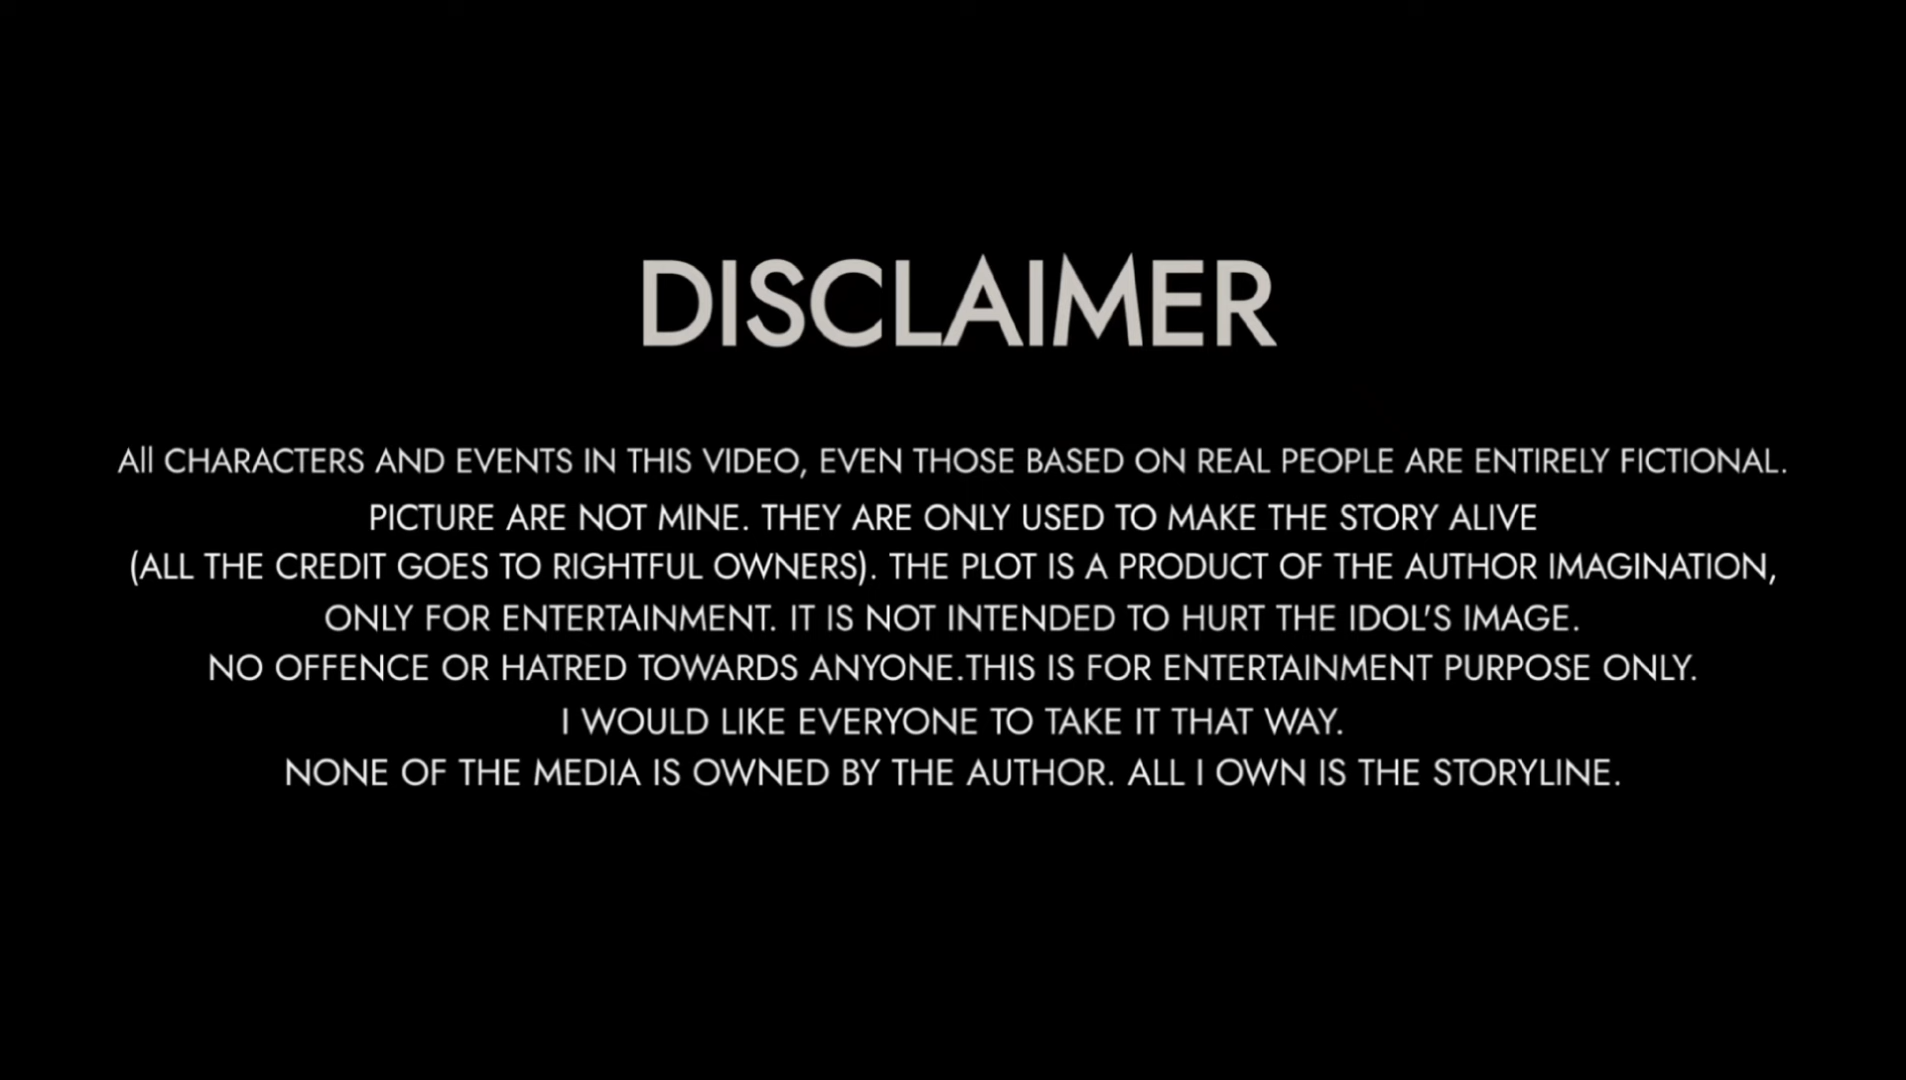 DISCLAIMER
All CHARACTERS AND EVENTS IN THIS VIDEO, EVEN THOSE BASED ON REAL PEOPLE ARE ENTIRELY FICTIONAL.
PICTURE ARE NOT MINE. THEY ARE ONLY USED TO MAKE THE STORY ALIVE
(ALL THE CREDIT GOES TO RIGHTFUL OWNERS). THE PLOT IS A PRODUCT OF THE AUTHOR IMAGINATION,
ONLY FOR ENTERTAINMENT. IT IS NOT INTENDED TO HURT THE IDOL'S IMAGE.
NO OFFENCE OR HATRED TOWARDS ANYONE.THIS IS FOR ENTERTAINMENT PURPOSE ONLY.
I WOULD LIKE EVERYONE TO TAKE IT THAT WAY.
NONE OF THE MEDIA IS OWNED BY THE AUTHOR. ALL I OWN IS THE STORYLINE.